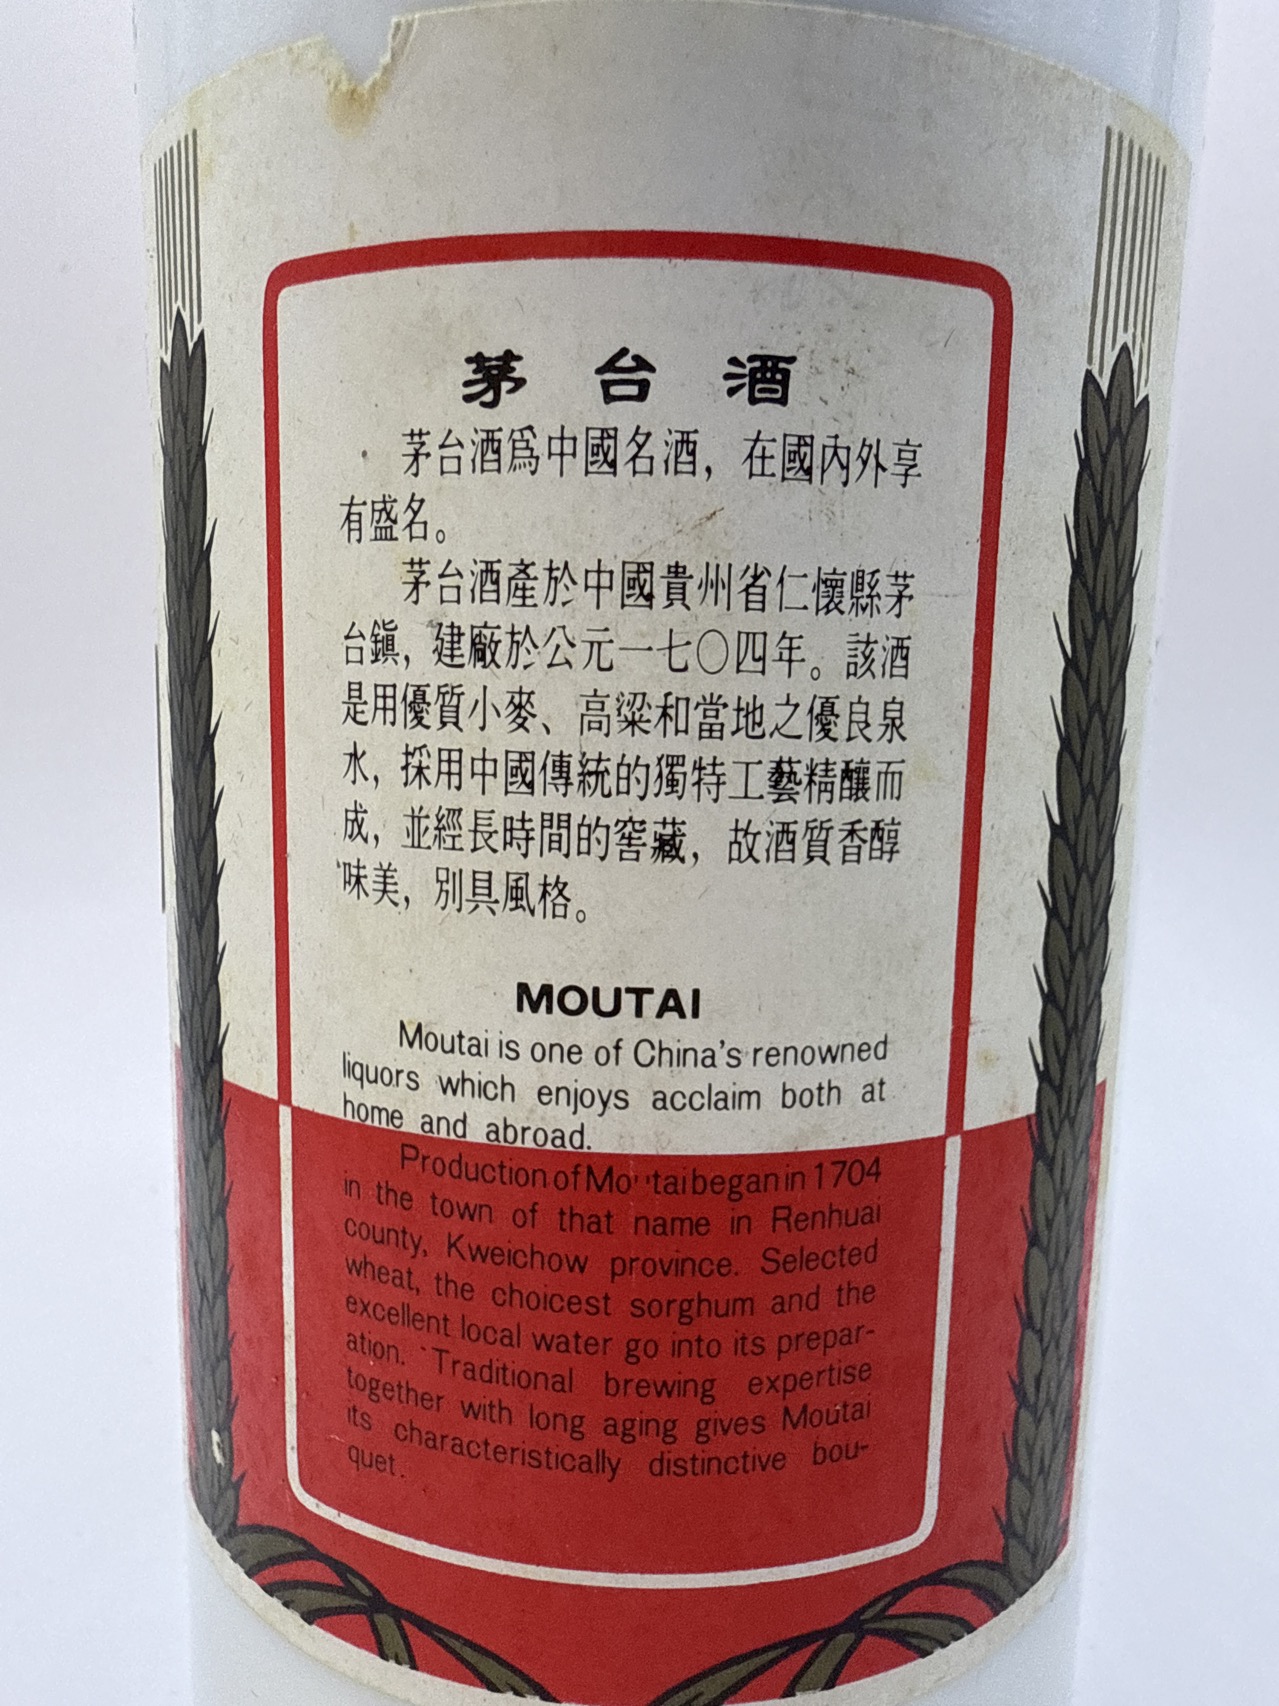 茅台酒
茅台酒爲中國名酒，在國內外享
有盛名。
茅台酒產於中國貴州省仁懷縣茅
台鎭，建廠於公元一七〇四年。該酒
是用優質小麥、高粱和當地之優良泉
水，採用中國傳統的獨特工藝精釀而
成，並經長時間的窖藏，故酒質香醇
味美，別具風格。
MOUTAI
Moutai is one of China's renowned
liquors which enjoys acclaim both at
home and abroad.
Production of Moutai began in 1704
in the town of that name in Renhuai
county, Kweichow province. Selected
wheat, the choicest sorghum and the
excellent local water go into its prepar-
ation. Traditional brewing expertise
together with long aging gives Moutai
its characteristically distinctive bou-
quet.